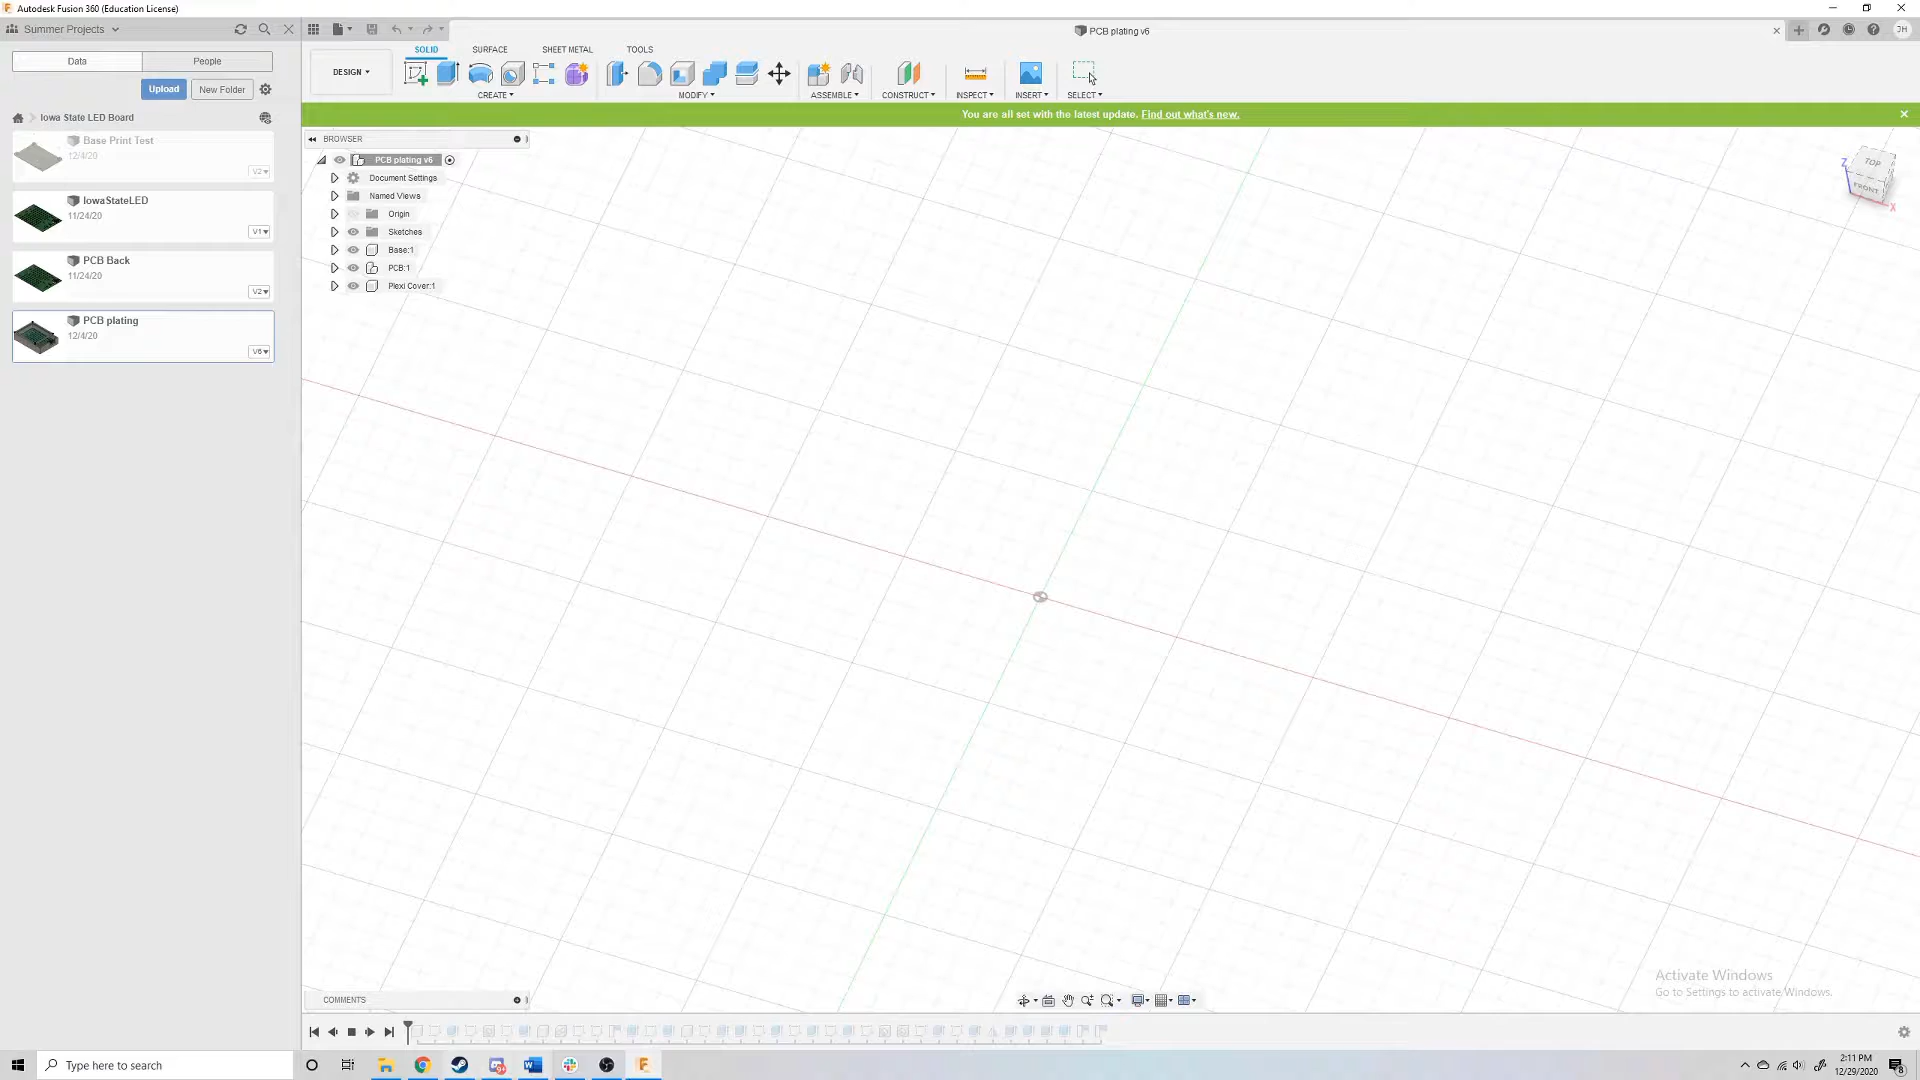 Autodesk Fusion 360 (Education License)
Summer Projects
PCB plating v6
JH
Data
People
Upload
New Folder
Iowa State LED Board
Base Print Test
12/4/20
V2
IowaStateLED
11/24/20
V1
PCB Back
11/24/20
V2
PCB plating
12/4/20
V6
DESIGN
SOLID
SURFACE
SHEET METAL
TOOLS
CREATE
MODIFY
ASSEMBLE
CONSTRUCT
INSPECT
INSERT
SELECT
You are all set with the latest update. Find out what's new.
BROWSER
PCB plating v6
Document Settings
Named Views
Origin
Sketches
Base:1
PCB:1
Plexi Cover:1
TOP
FRONT
Z
X
Activate Windows
Go to Settings to activate Windows.
COMMENTS
Type here to search
2:11 PM
12/29/2020
8